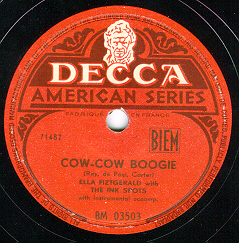 DECCA
AMERICAN SERIES
FABRIQUÉ EN FRANCE
71482
BIEM
COW-COW BOOGIE
(Ray, de Paul, Carter)
ELLA FIZTGERALD with
THE INK SPOTS
with instrumental accomp.
BM 03503